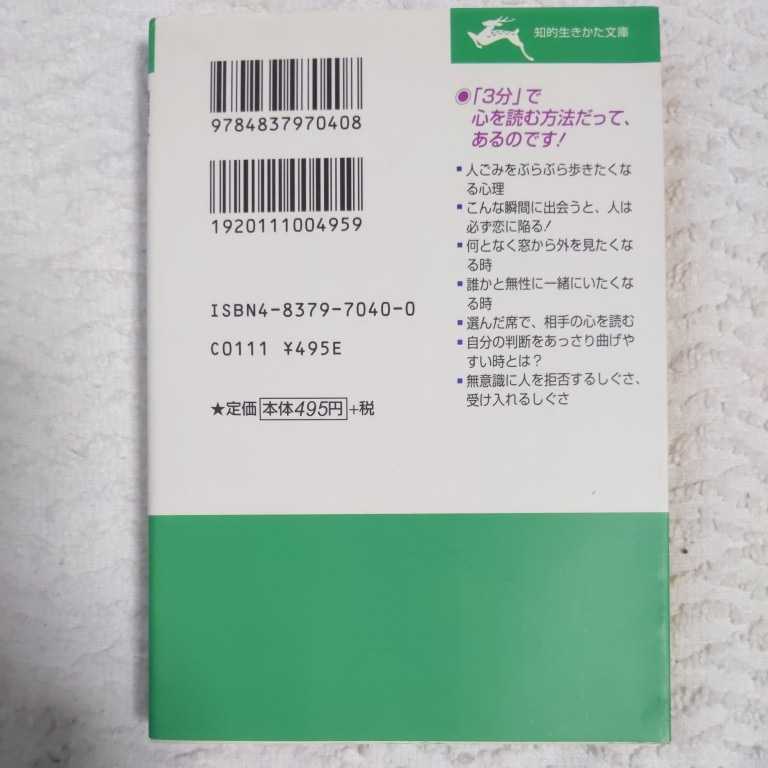 知的生きかた文庫
9784837970408
1920111004959
ISBN4-8379-7040-0
C0111 ¥495E
★定価 本体495円+税
●「3分」で
心を読む方法だって、
あるのです!
■人ごみをぶらぶら歩きたくな
る心理
■こんな瞬間に出会うと、人は
必ず恋に陥る!
■何となく窓から外を見たくな
る時
■誰かと無性に一緒にいたくな
る時
■選んだ席で、相手の心を読む
■自分の判断をあっさり曲げや
すい時とは?
■無意識に人を拒否するしぐさ、
受け入れるしぐさ